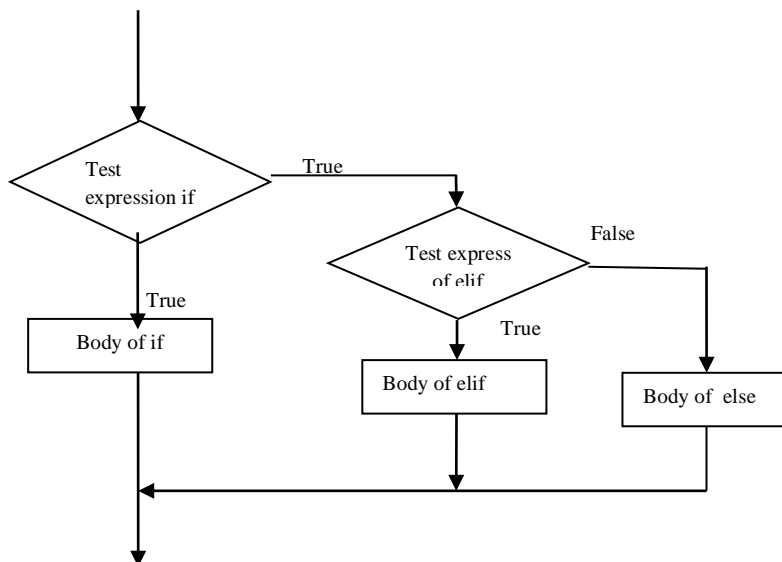 Test
expression if
True
False
Test express
of elif
True
True
Body of if
Body of elif
Body of else